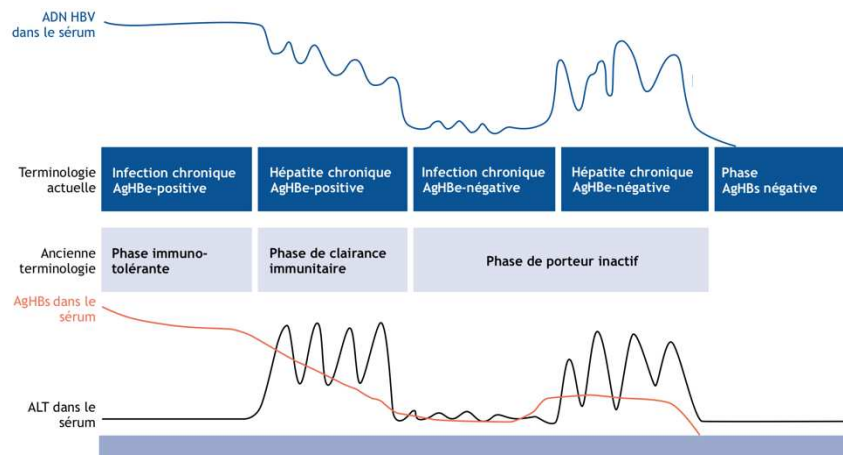 ADN HBV
dans le sérum
Terminologie
actuelle
Infection chronique
AgHBe-positive
Hépatite chronique
AgHBe-positive
Infection chronique
AgHBe-négative
Hépatite chronique
AgHBe-négative
Phase
AgHBs négative
Ancienne
terminologie
Phase immuno-
tolérante
Phase de clairance
immunitaire
Phase de porteur inactif
AgHBs dans le
sérum
ALT dans le
sérum